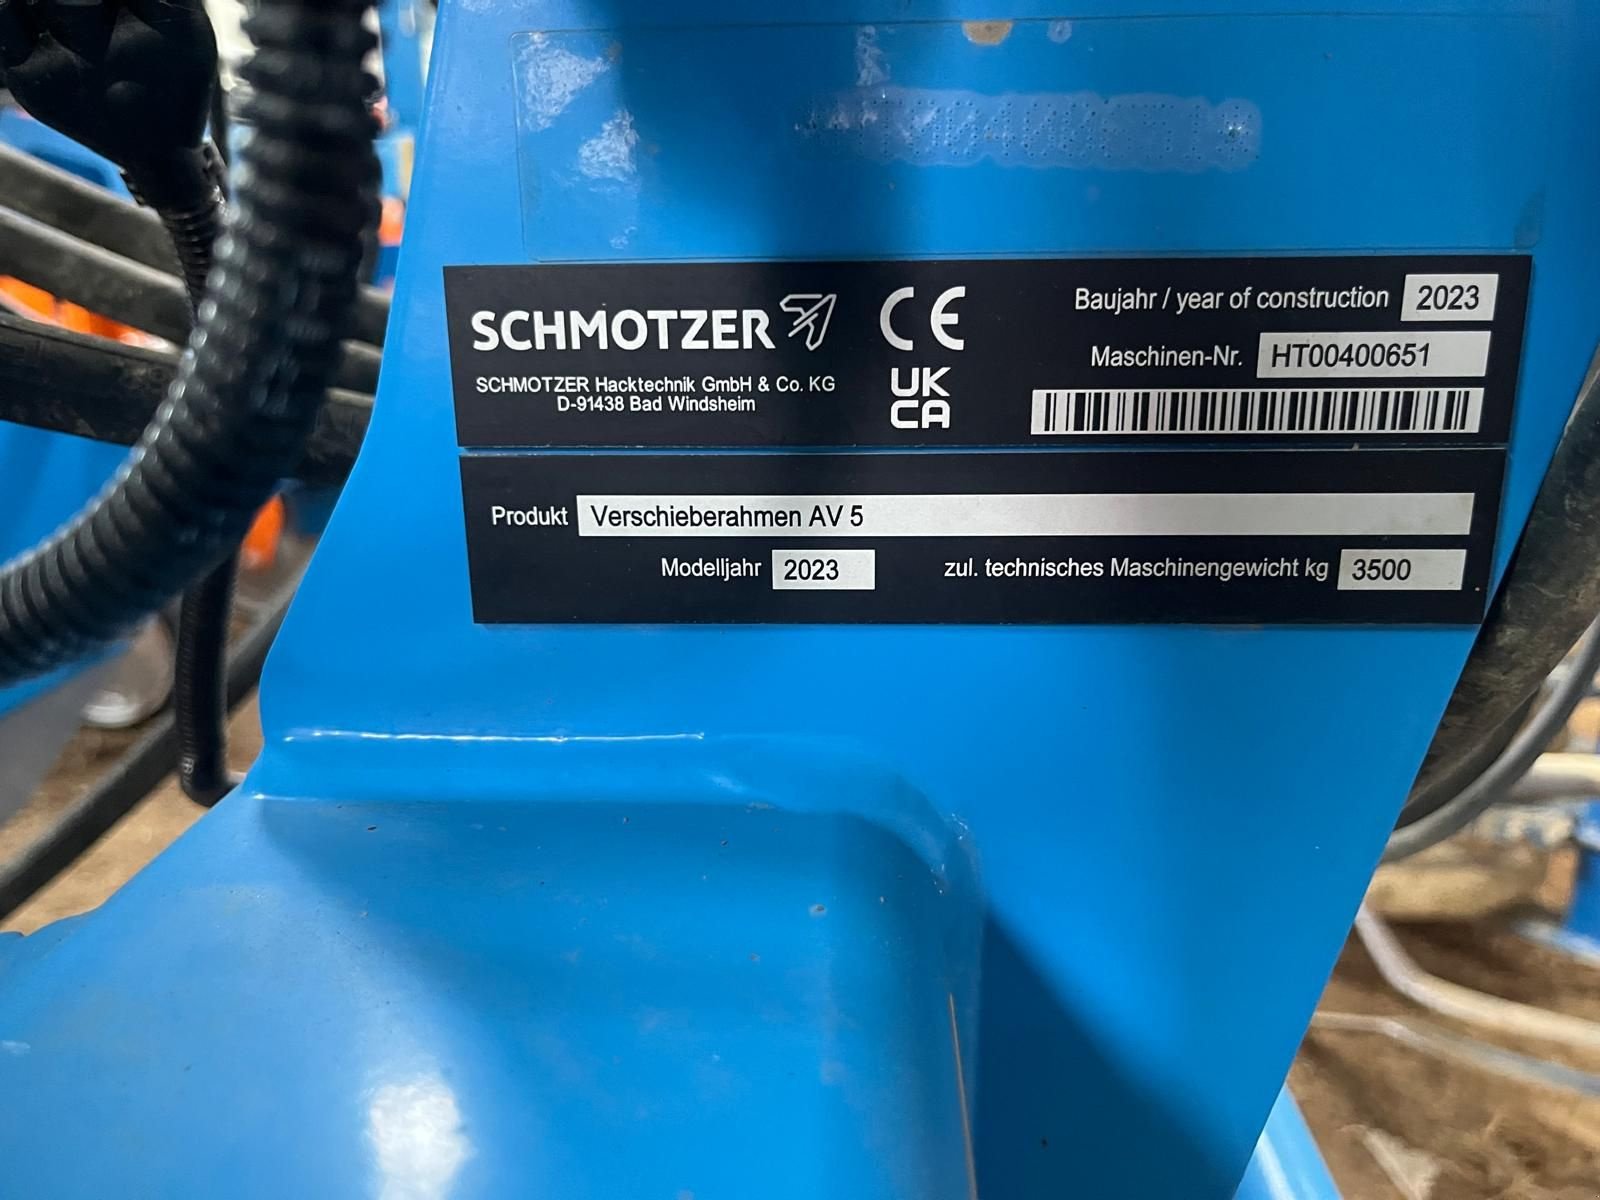 SCHMOTZER
SCHMOTZER Hacktechnik GmbH & Co. KG
D-91438 Bad Windsheim
CE
UK
CA
Baujahr / year of construction 2023
Maschinen-Nr. HT00400651
Produkt Verschieberahmen AV 5
Modelljahr 2023 zul. technisches Maschinengewicht kg 3500